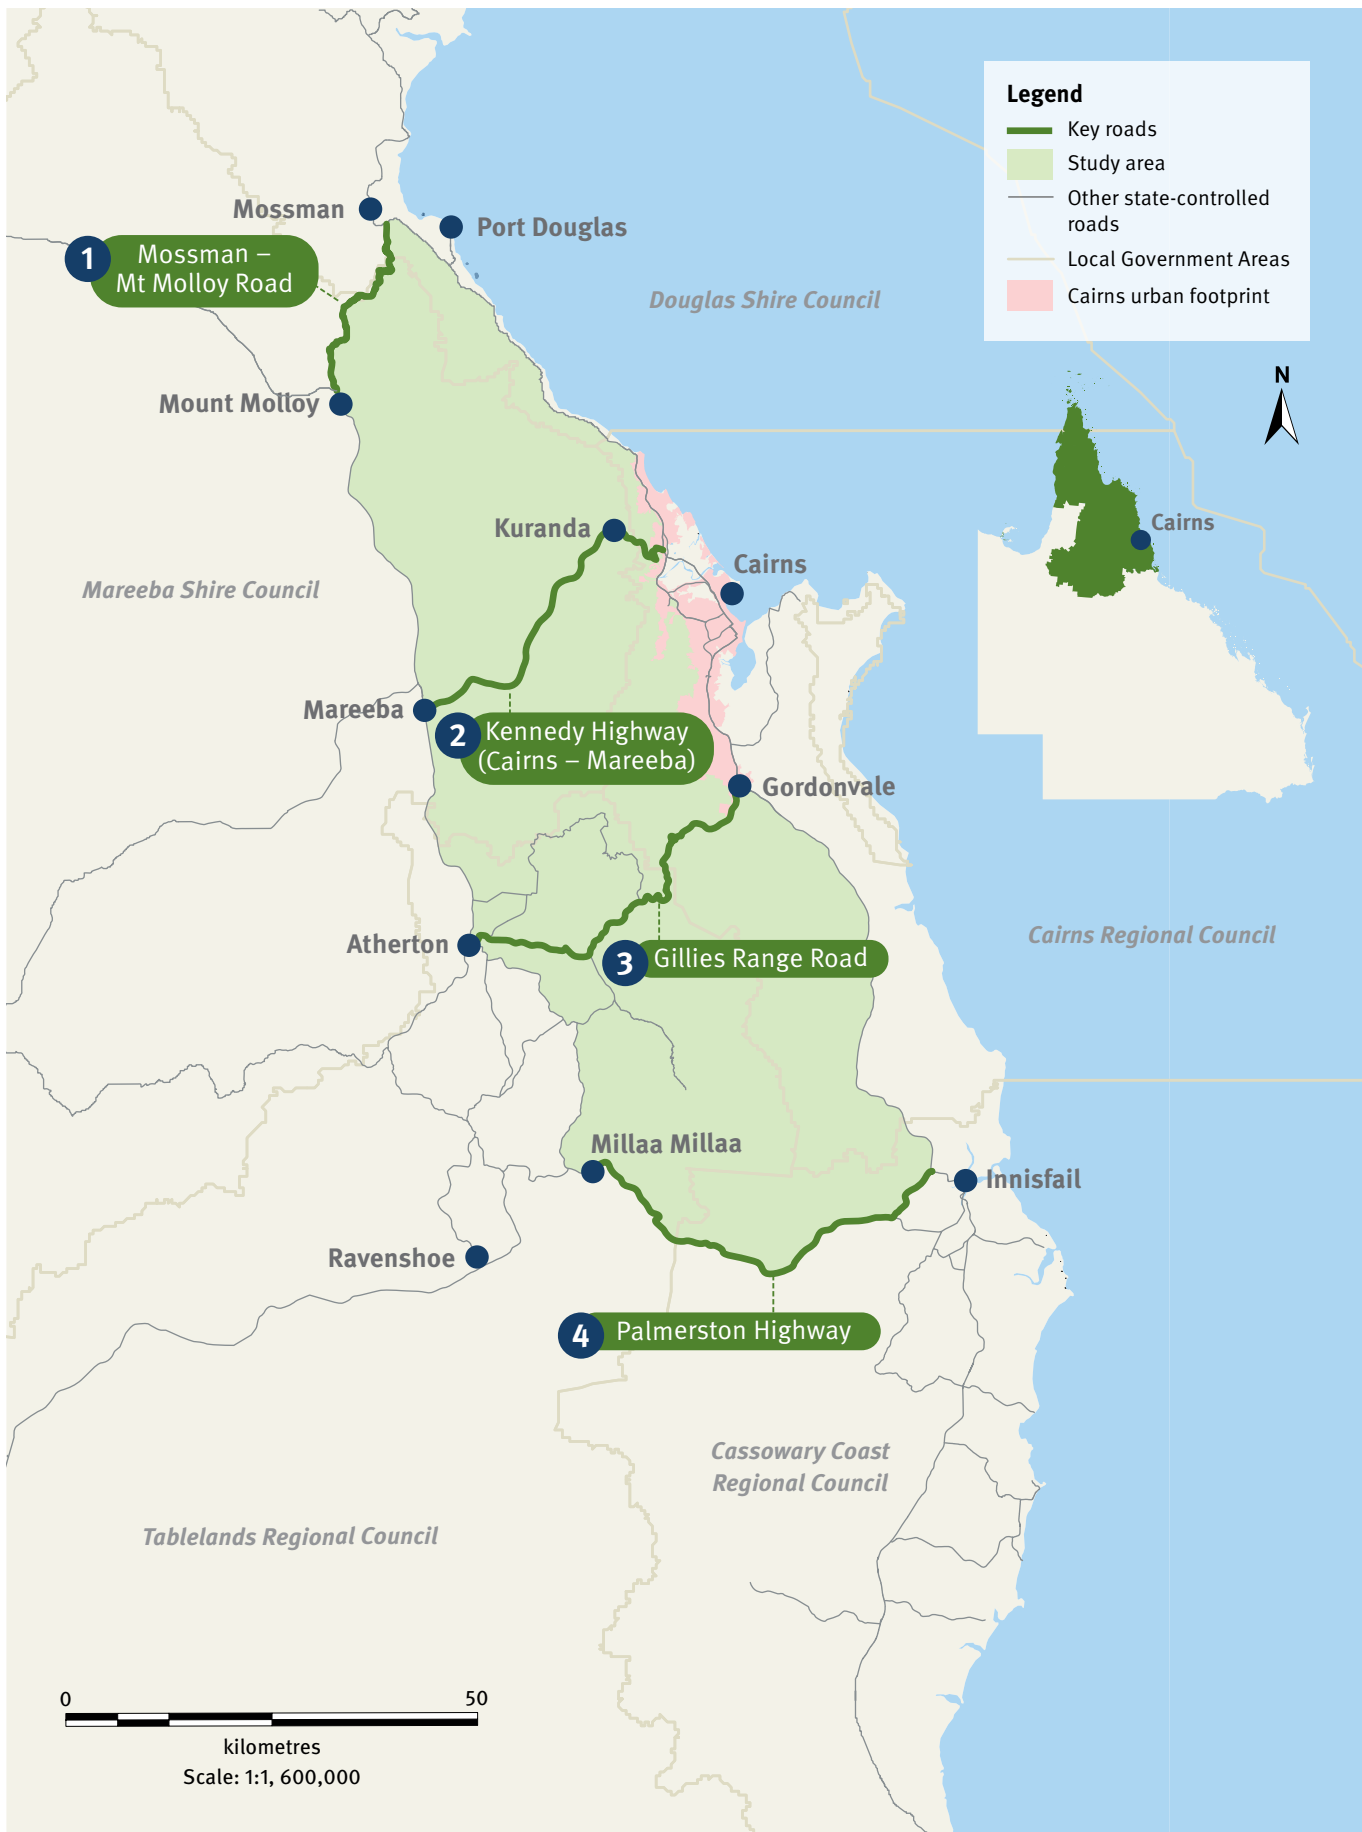 Legend
Key roads
Study area
Other state-controlled
roads
Local Government Areas
Cairns urban footprint
N
Cairns
Mossman
Port Douglas
1
Mossman –
Mt Molloy Road
Douglas Shire Council
Mount Molloy
Kuranda
Cairns
Mareeba Shire Council
Mareeba
2
Kennedy Highway
(Cairns – Mareeba)
Gordonvale
Atherton
3
Gillies Range Road
Cairns Regional Council
Millaa Millaa
Innisfail
Ravenshoe
4
Palmerston Highway
Cassowary Coast
Regional Council
Tablelands Regional Council
0 50
kilometres
Scale: 1:1, 600,000